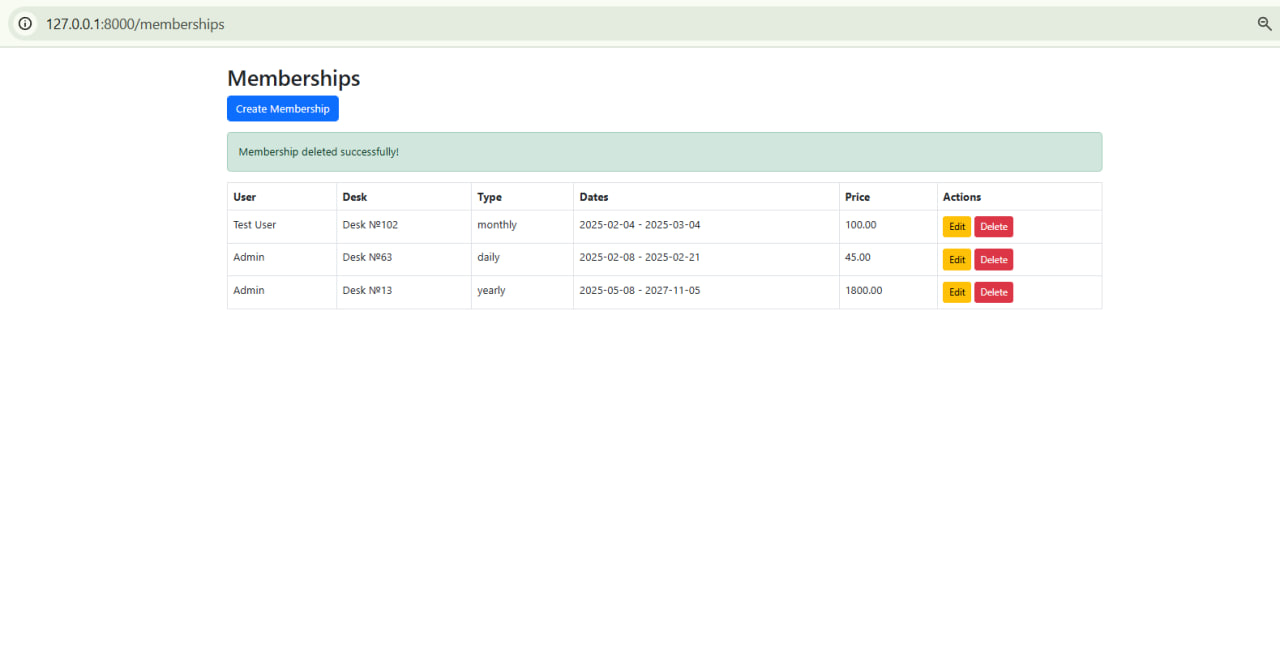 127.0.0.1:8000/memberships
Memberships
Create Membership
Membership deleted successfully!
User Desk Type Dates Price Actions
Test User Desk №102 monthly 2025-02-04 - 2025-03-04 100.00 Edit Delete
Admin Desk №63 daily 2025-02-08 - 2025-02-21 45.00 Edit Delete
Admin Desk №13 yearly 2025-05-08 - 2027-11-05 1800.00 Edit Delete